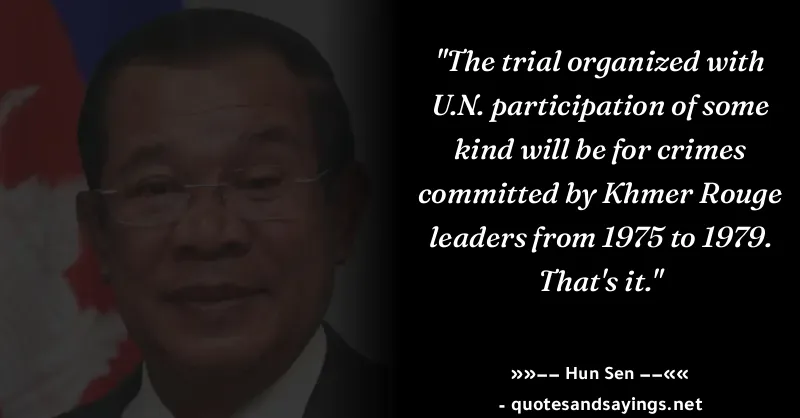 "The trial organized with
U.N. participation of some
kind will be for crimes
committed by Khmer Rouge
leaders from 1975 to 1979.
That's it."
»»−− Hun Sen −−««
- quotesandsayings.net